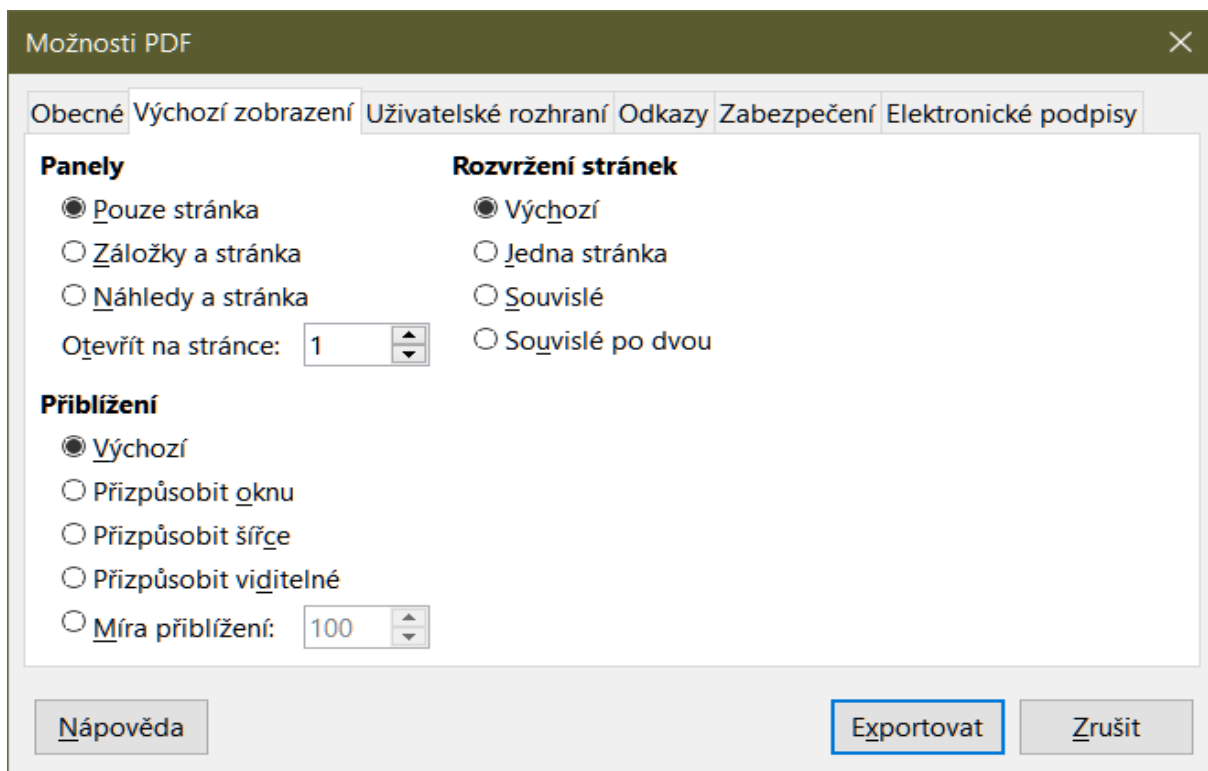 Možnosti PDF
Obecné Výchozí zobrazení Uživatelské rozhraní Odkazy Zabezpečení Elektronické podpisy
Panely
Pouze stránka
Záložky a stránka
Náhledy a stránka
Otevřít na stránce: 1
Rozvržení stránek
Výchozí
Jedna stránka
Souvislé
Souvislé po dvou
Přiblížení
Výchozí
Přizpůsobit oknu
Přizpůsobit šířce
Přizpůsobit viditelné
Míra přiblížení: 100
Nápověda Exportovat Zrušit